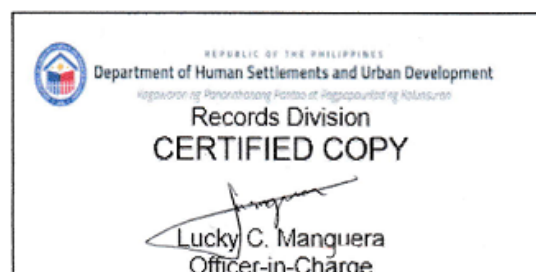 REPUBLIC OF THE PHILIPPINES
Department of Human Settlements and Urban Development
Kagawaran ng Pananahanang Pantao at Pagpapaunlad ng Kalunsuran
Records Division
CERTIFIED COPY
Lucky C. Manguera
Officer-in-Charge